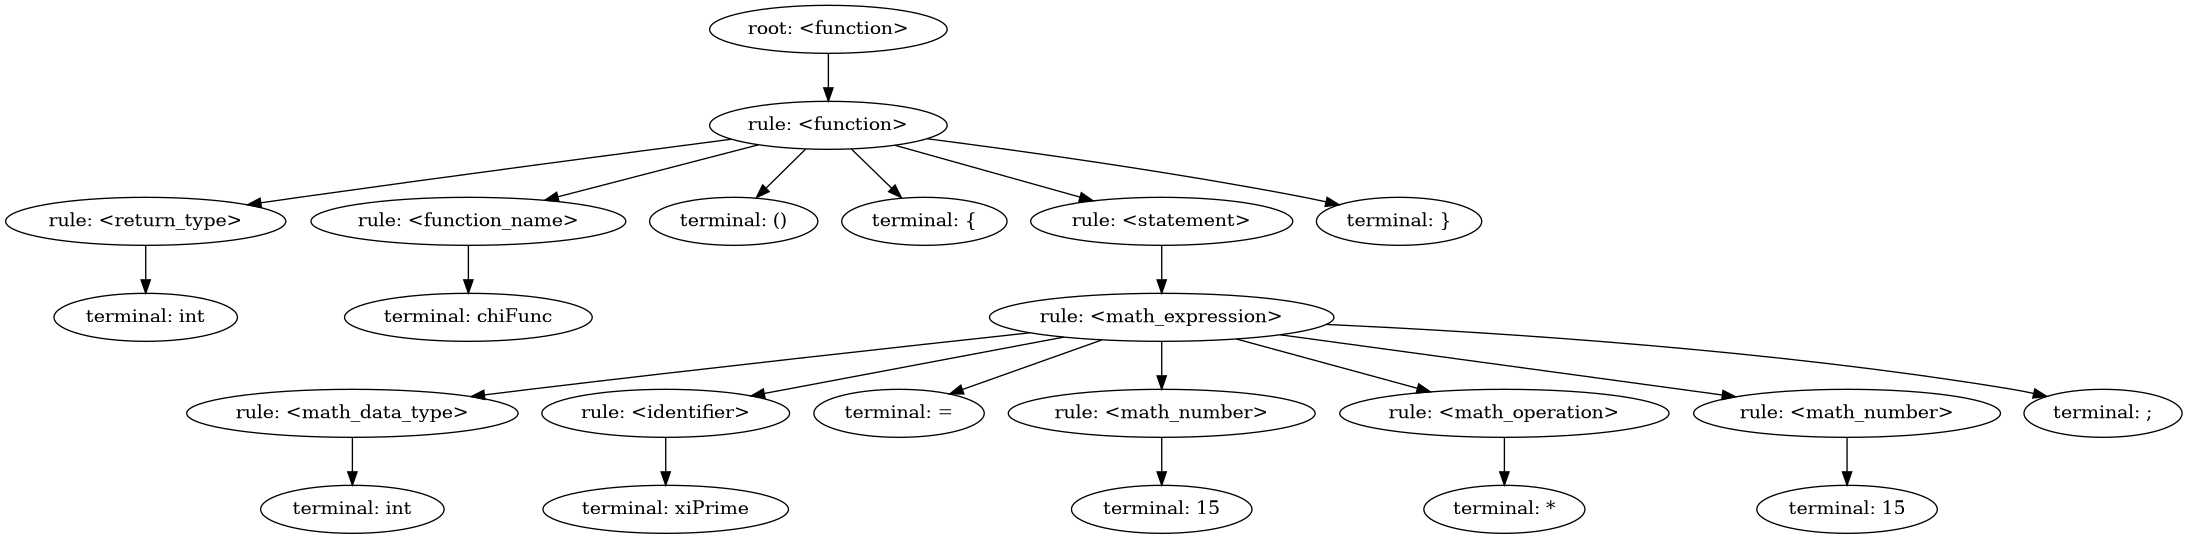 root: <function>
rule: <function>
rule: <return_type>
rule: <function_name>
terminal: ()
terminal: {
rule: <statement>
terminal: }
terminal: int
terminal: chiFunc
rule: <math_expression>
rule: <math_data_type>
rule: <identifier>
terminal: =
rule: <math_number>
rule: <math_operation>
rule: <math_number>
terminal: ;
terminal: int
terminal: xiPrime
terminal: 15
terminal: *
terminal: 15